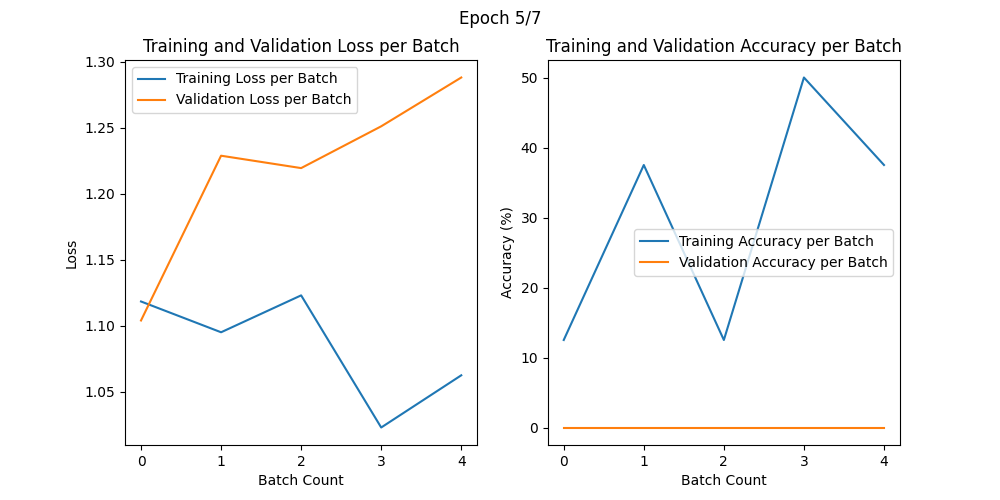 Epoch 5/7
Training and Validation Loss per Batch
1.30
1.25
1.20
1.15
1.10
1.05
Loss
Training Loss per Batch
Validation Loss per Batch
0 1 2 3 4
Batch Count
Training and Validation Accuracy per Batch
50
40
30
20
10
0
Accuracy (%)
Training Accuracy per Batch
Validation Accuracy per Batch
0 1 2 3 4
Batch Count